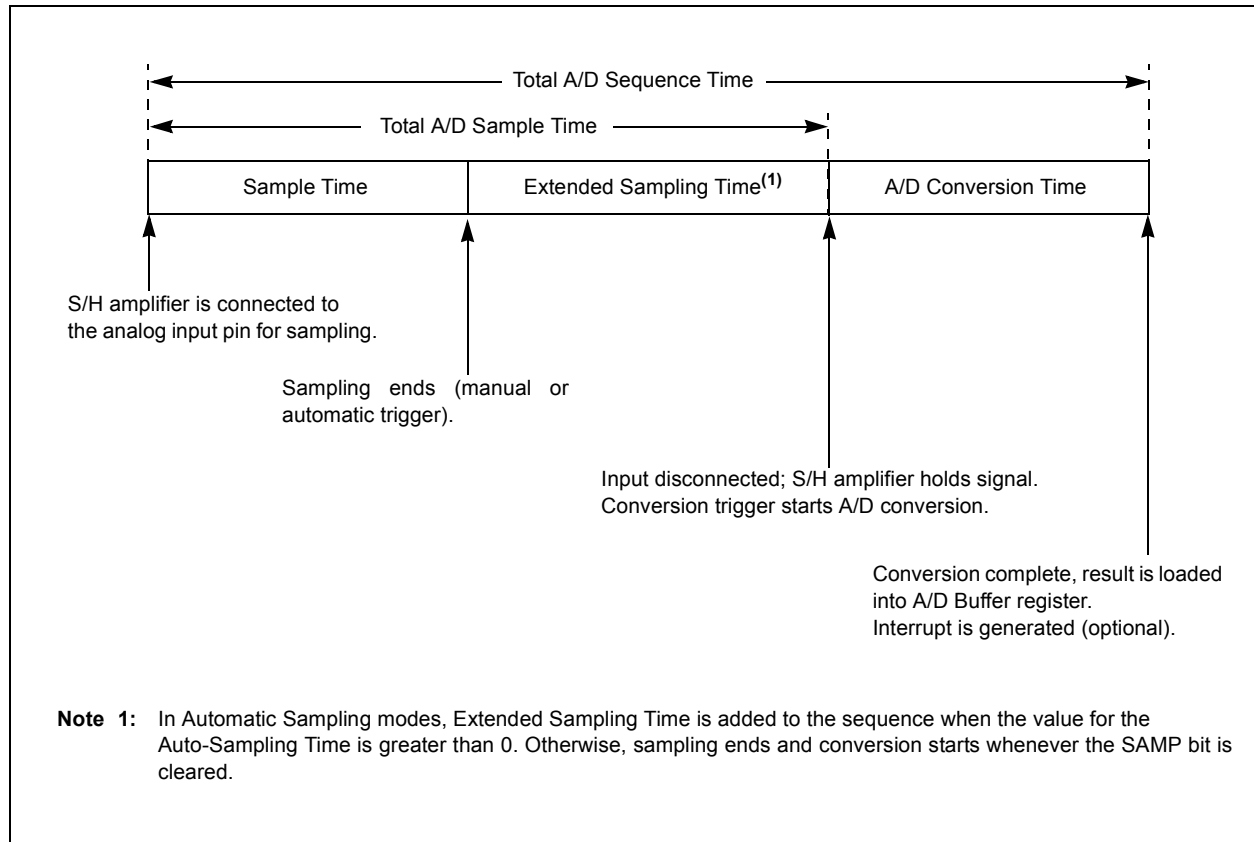 Total A/D Sequence Time
Total A/D Sample Time
Sample Time
Extended Sampling Time(1)
A/D Conversion Time
S/H amplifier is connected to
the analog input pin for sampling.
Sampling ends (manual or
automatic trigger).
Input disconnected; S/H amplifier holds signal.
Conversion trigger starts A/D conversion.
Conversion complete, result is loaded
into A/D Buffer register.
Interrupt is generated (optional).
Note 1: In Automatic Sampling modes, Extended Sampling Time is added to the sequence when the value for the
Auto-Sampling Time is greater than 0. Otherwise, sampling ends and conversion starts whenever the SAMP bit is
cleared.